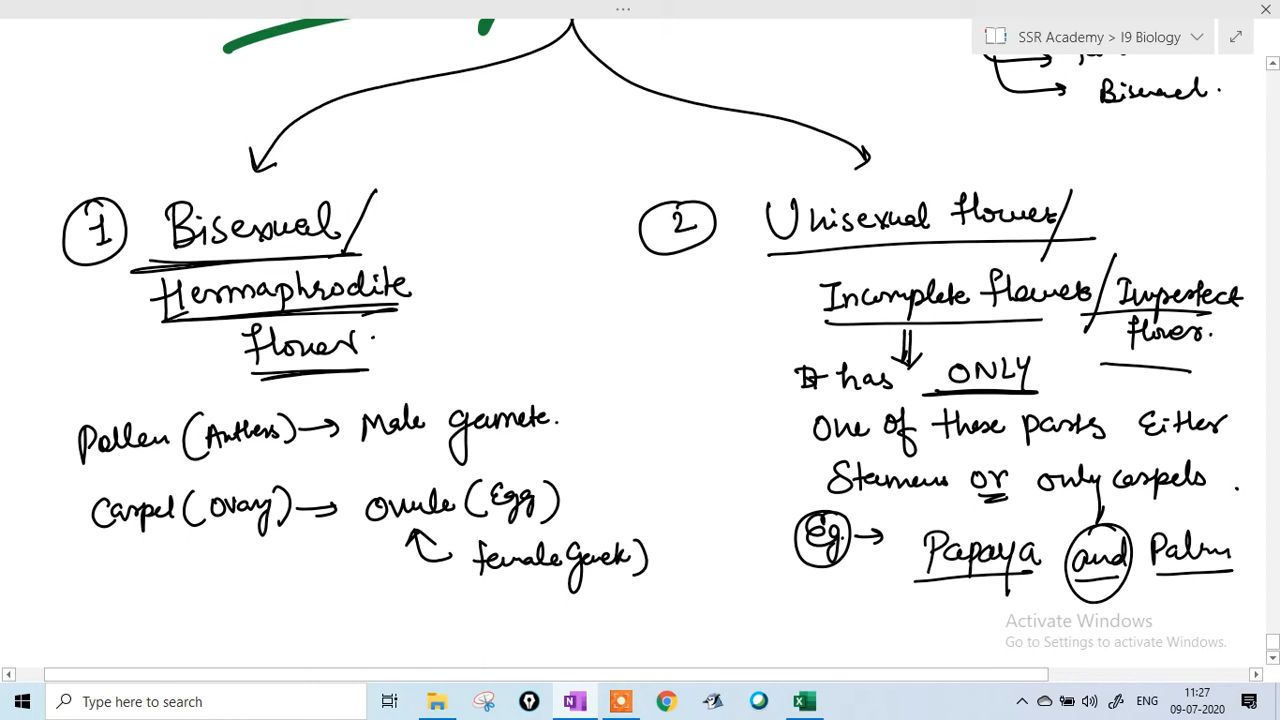 SSR Academy > I9 Biology
Bisexual.
1 Bisexual /
Hermaphrodite
flower.
Pollen (Anthers) → Male gamete.
Carpel (Ovary) → Ovule (Egg)
female
2 Unisexual flower /
Incomplete flowers / Imperfect
flower.
It has ONLY
One of these parts Either
Stamens or only carpels.
Eg. → Papaya and Palm
Activate Windows
Go to Settings to activate Windows.
Type here to search
ENG
11:27
09-07-2020